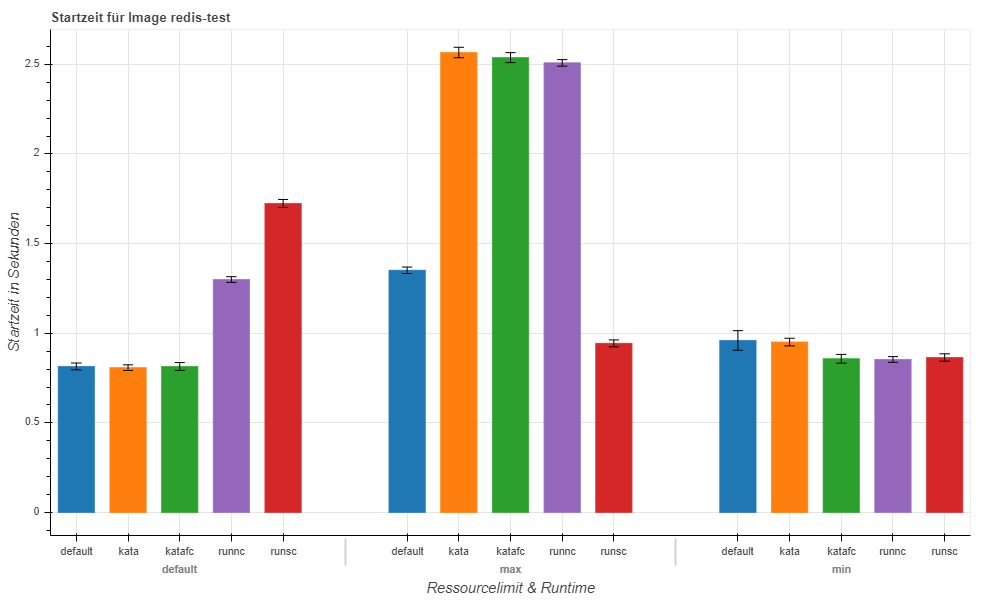 Startzeit für Image redis-test
Startzeit in Sekunden
2.5
2
1.5
1
0.5
0
default kata katafc runnc runsc default kata katafc runnc runsc default kata katafc runnc runsc
default max min
Ressourcelimit & Runtime